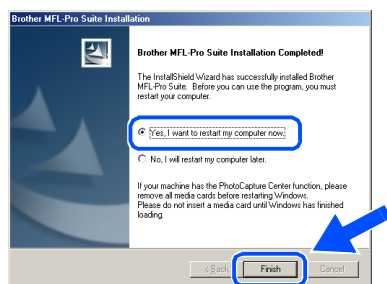 Brother MFL-Pro Suite Installation
Brother MFL-Pro Suite Installation Completed!
The InstallShield Wizard has successfully installed Brother
MFL-Pro Suite.  Before you can use the program, you must
restart your computer.
Yes, I want to restart my computer now.
No, I will restart my computer later.
If your machine has the PhotoCapture Center function, please
remove all media cards before restarting Windows.
Please do not insert a media card until Windows has finished
loading.
< Back
Finish
Cancel